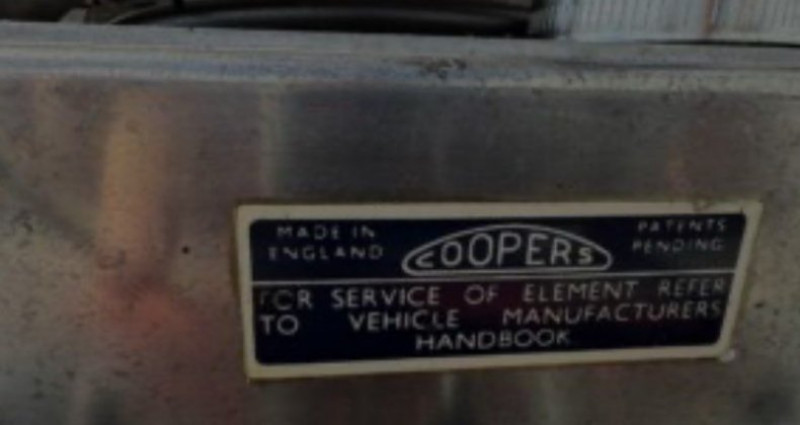 MADE IN
ENGLAND
COOPERS
PATENTS
PENDING
FOR SERVICE OF ELEMENT REFER
TO VEHICLE MANUFACTURERS
HANDBOOK